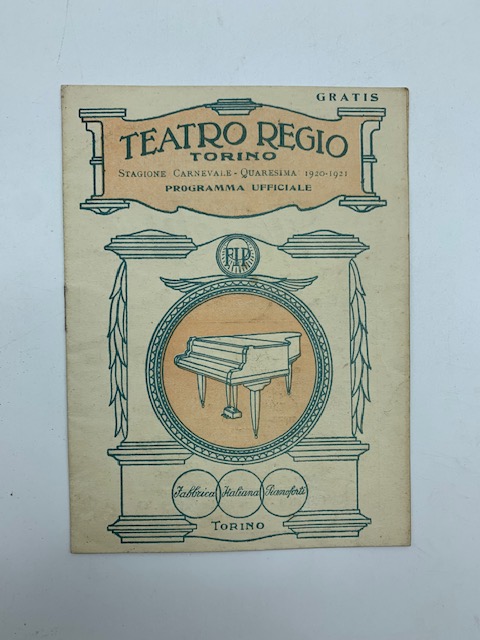 GRATIS
TEATRO REGIO
TORINO
STAGIONE CARNEVALE - QUARESIMA 1920-1921
PROGRAMMA UFFICIALE
FIP
Fabbrica Italiana Pianoforti
TORINO